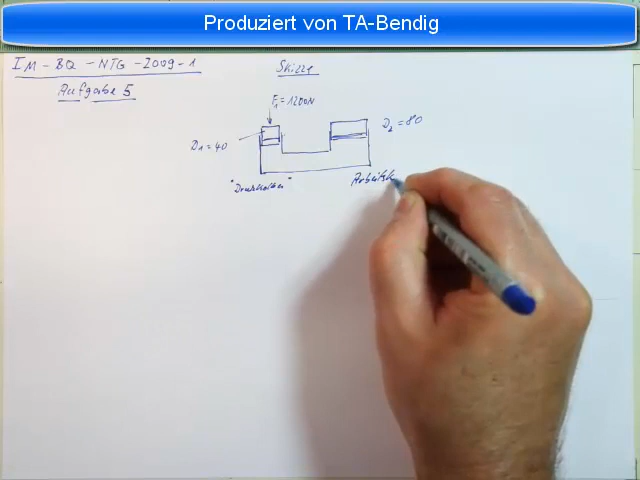 Produziert von TA-Bendig
IM-BQ-NTG-2009-1
Skizze
Aufgabe 5
F₁=1200N
D₂=80
D1=40
"Druckkolben"
Arbeitsk